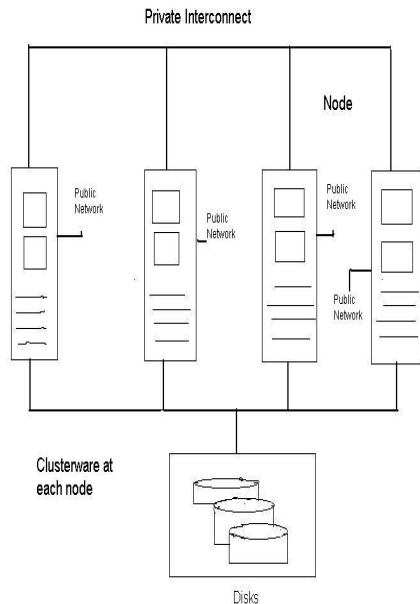 Private Interconnect
Node
Public
Network
Public
Network
Public
Network
Public
Network
Clusterware at
each node
Disks